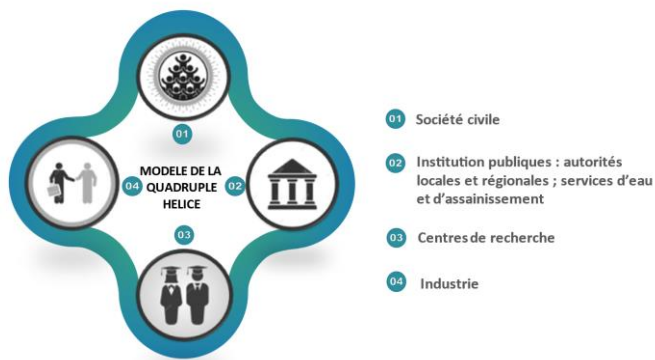 01
MODELE DE LA
QUADRUPLE
HELICE
04
02
03
01 Société civile
02 Institution publiques : autorités
locales et régionales ; services d'eau
et d'assainissement
03 Centres de recherche
04 Industrie